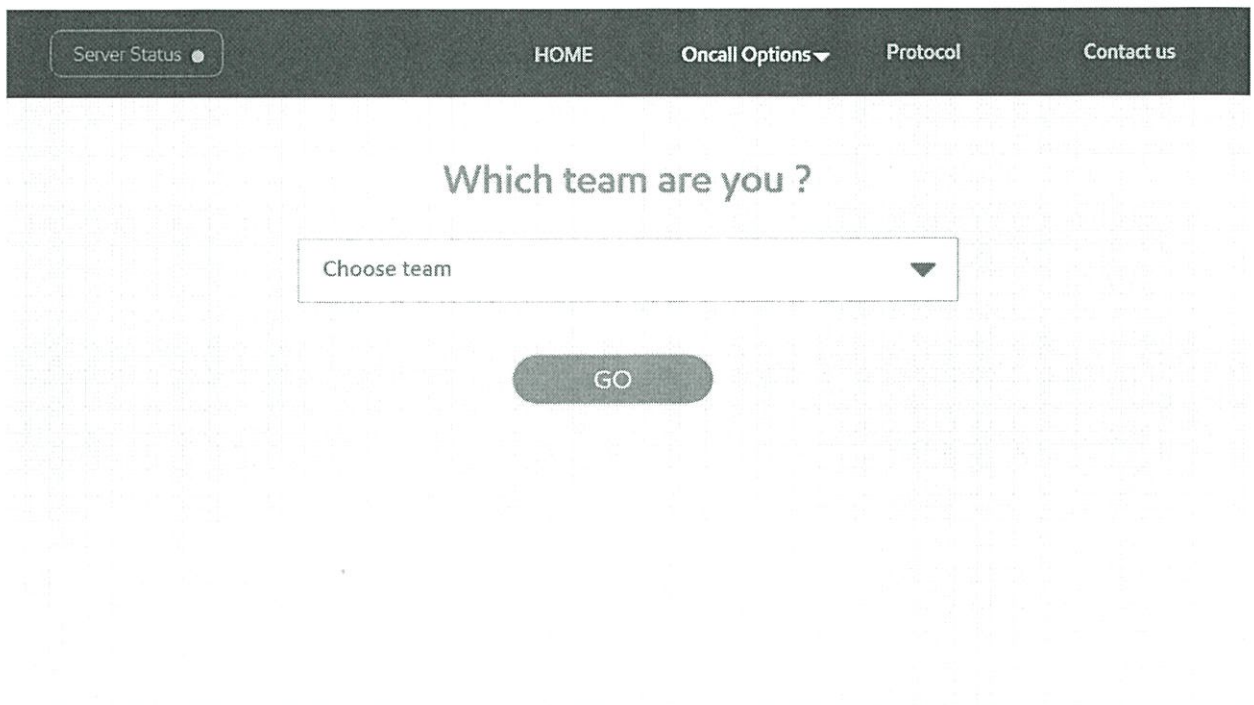 Server Status
HOME
Oncall Options
Protocol
Contact us
Which team are you ?
Choose team
GO